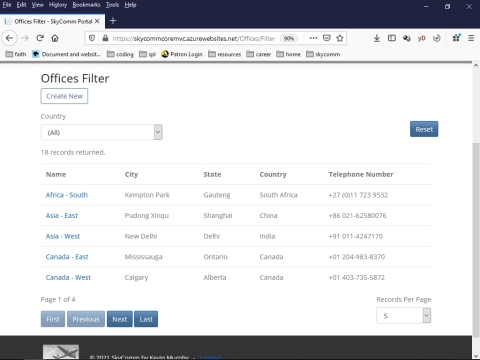 File Edit View History Bookmarks Tools Help
Offices Filter - SkyComm Portal
https://skycommcoremvc.azurewebsites.net/Offices/Filter 90%
faith Document and websit... coding spl Patron Login resources career home skycomm
Offices Filter
Create New
Country
(All)
Reset
18 records returned.
Name City State Country Telephone Number
Africa - South Kempton Park Gauteng South Africa +27 (0)11 723 9532
Asia - East Pudong Xinqu Shanghai China +86 021-62580076
Asia - West New Delhi Delhi India +91 011-4247170
Canada - East Mississauga Ontario Canada +01 204-983-8370
Canada - West Calgary Alberta Canada +01 403-735-5872
Page 1 of 4 Records Per Page
First Previous Next Last 5
© 2021 SkyComm by Kevin Murphy - Contact